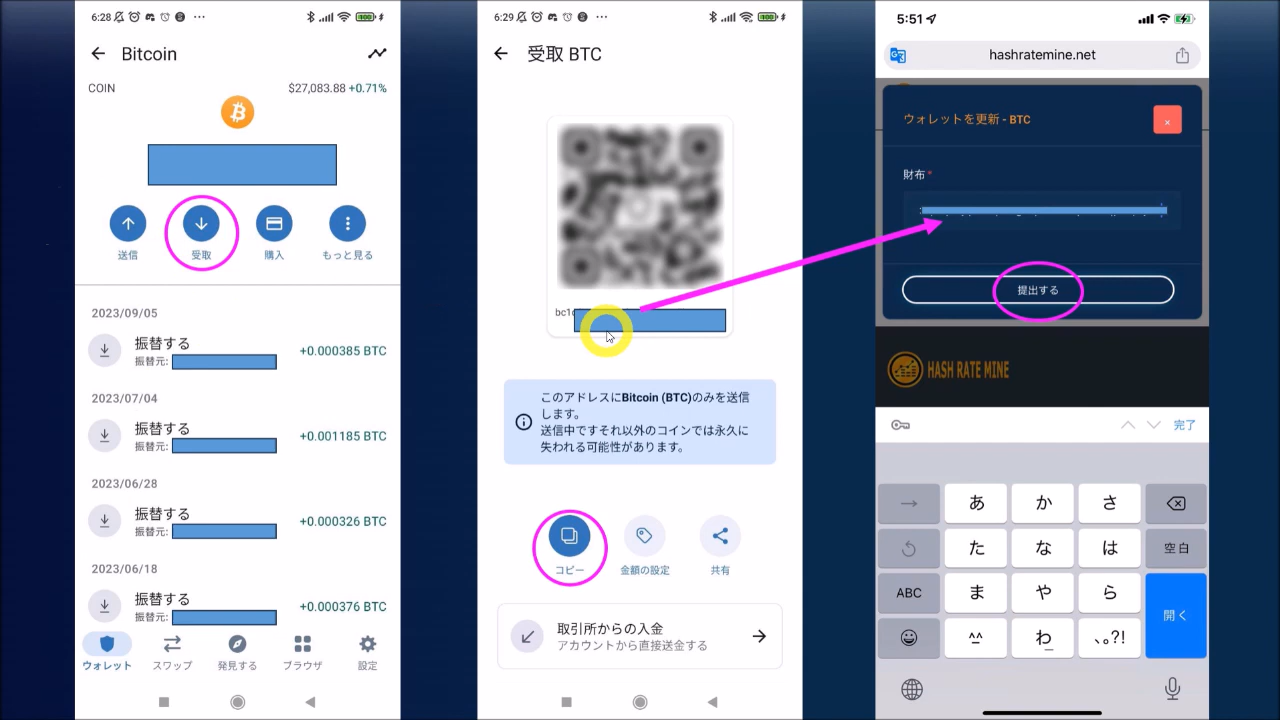 6:28
Bitcoin
COIN
$27,083.88 +0.71%
送信
受取
購入
もっと見る
2023/09/05
振替する
振替元:
+0.000385 BTC
2023/07/04
振替する
振替元:
+0.001185 BTC
2023/06/28
振替する
振替元:
+0.000326 BTC
2023/06/18
振替する
振替元:
+0.000376 BTC
ウォレット
スワップ
発見する
ブラウザ
設定
6:29
受取 BTC
このアドレスにBitcoin (BTC)のみを送信
します。
送信中ですそれ以外のコインでは永久に
失われる可能性があります。
コピー
金額の設定
共有
取引所からの入金
アカウントから直接送金する
5:51
hashratemine.net
ウォレットを更新 - BTC
×
財布*
提出する
HASH RATE MINE
完了
→ あ か さ
た な は 空白
ABC ま や ら
開く
^^ わ_ 、。?!